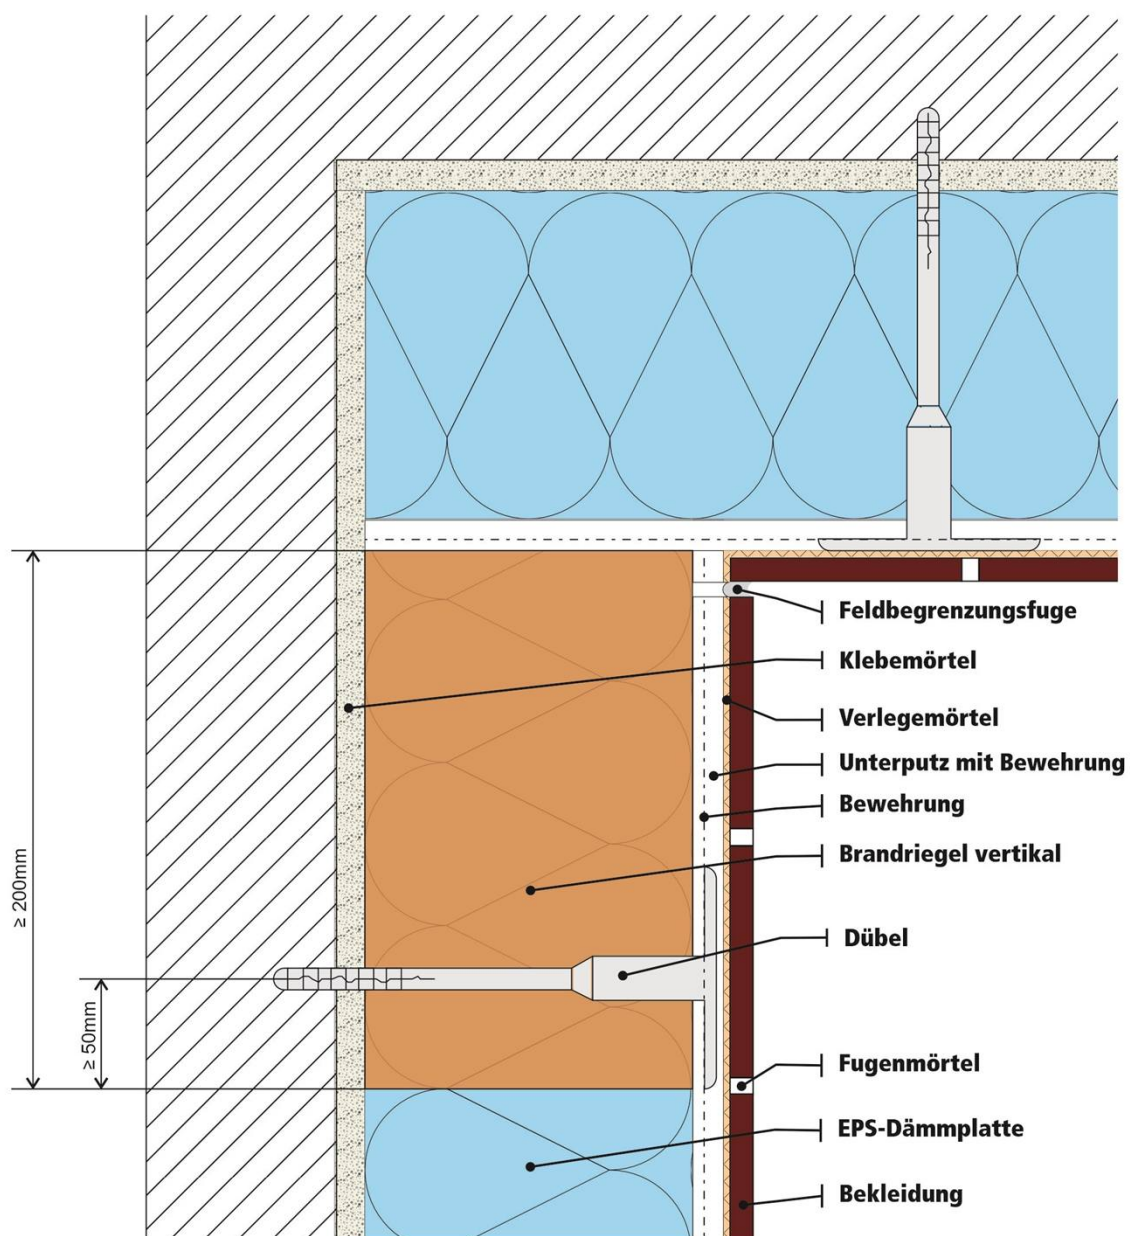 Feldbegrenzungsfuge
Klebemörtel
Verlegemörtel
Unterputz mit Bewehrung
Bewehrung
Brandriegel vertikal
≥ 200mm
Dübel
≥ 50mm
Fugenmörtel
EPS-Dämmplatte
Bekleidung